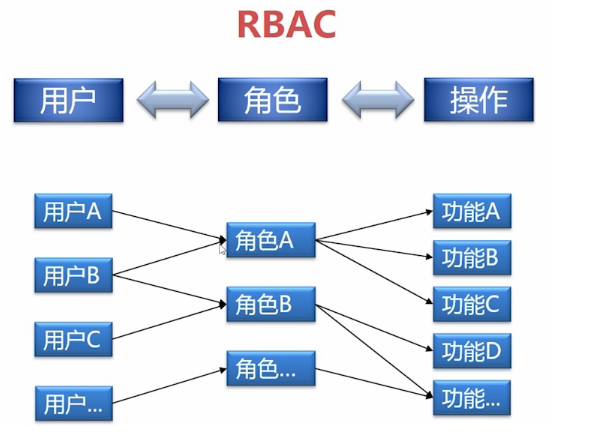 RBAC
用户
角色
操作
用户A
用户B
用户C
用户...
角色A
角色B
角色...
功能A
功能B
功能C
功能D
功能...